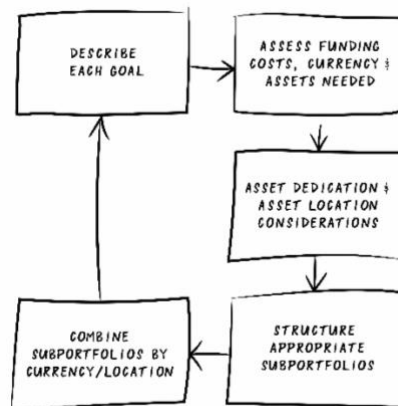 DESCRIBE
EACH GOAL
ASSESS FUNDING
COSTS, CURRENCY &
ASSETS NEEDED
ASSET DEDICATION &
ASSET LOCATION
CONSIDERATIONS
STRUCTURE
APPROPRIATE
SUBPORTFOLIOS
COMBINE
SUBPORTFOLIOS BY
CURRENCY/LOCATION